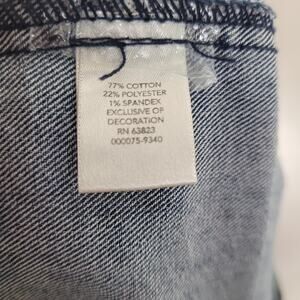 77% COTTON
22% POLYESTER
1% SPANDEX
EXCLUSIVE OF
DECORATION
RN 63823
000075-9340